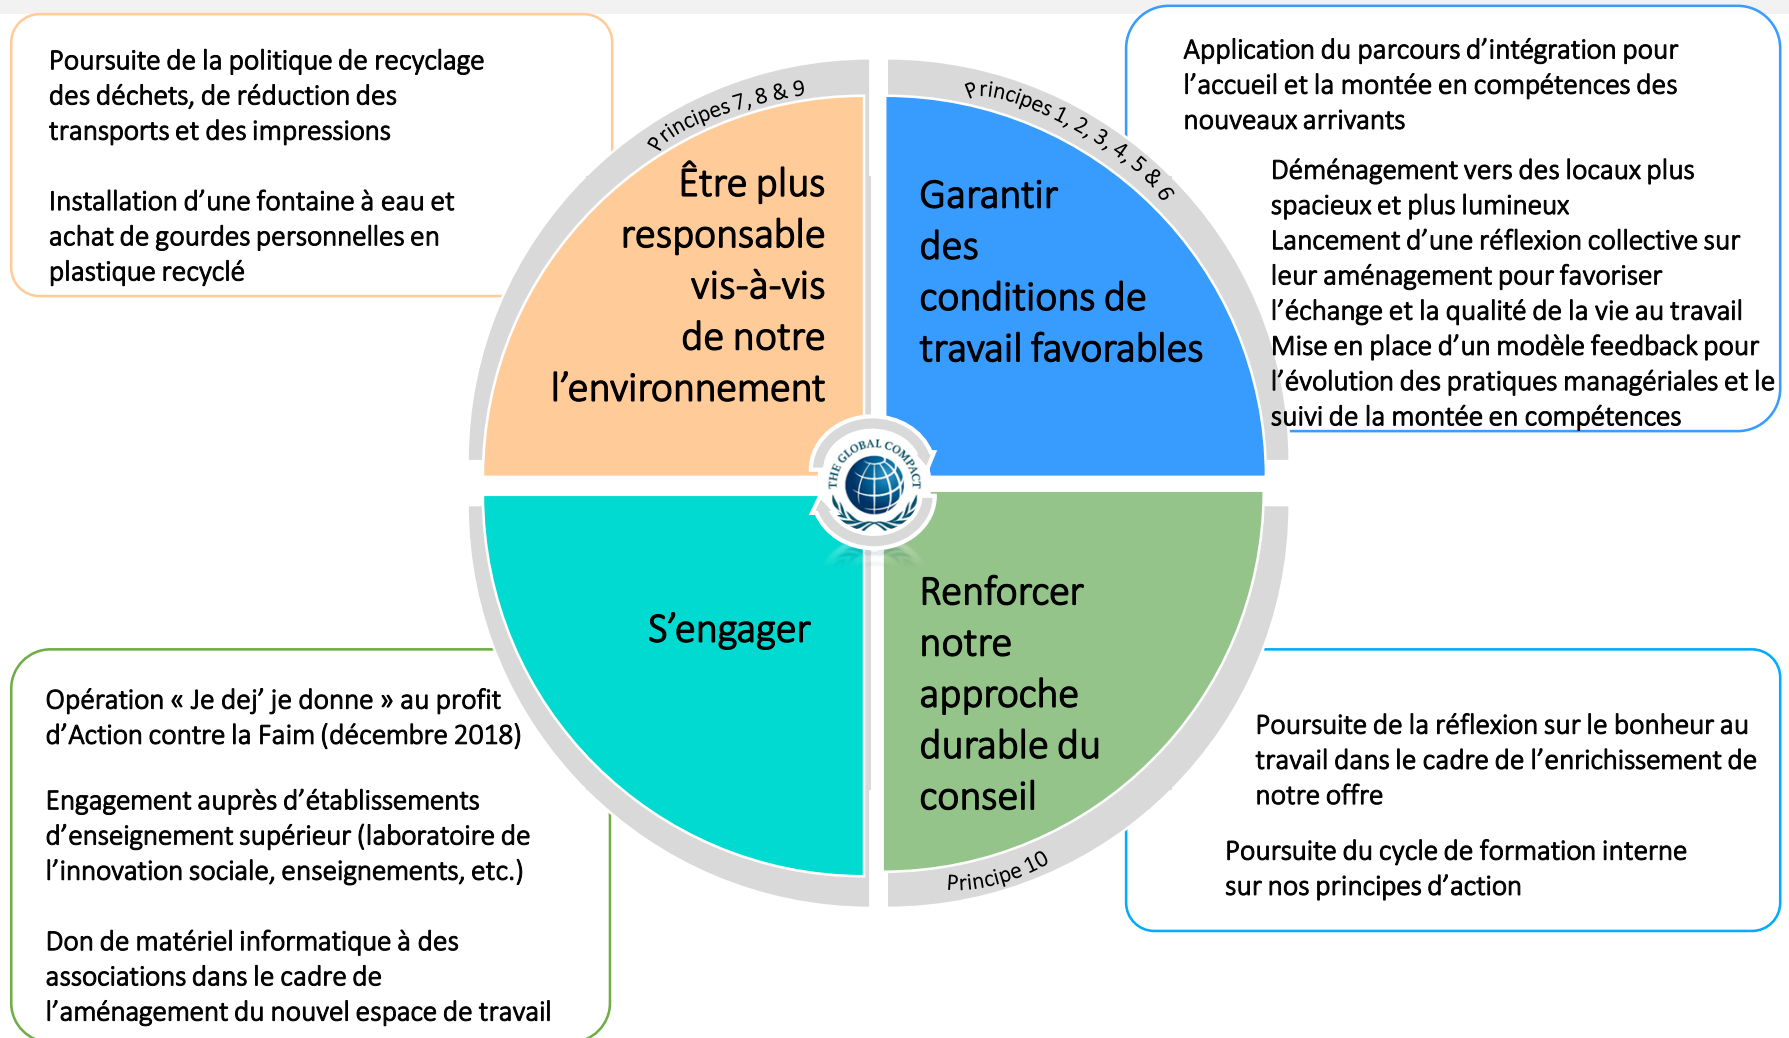 Poursuite de la politique de recyclage
des déchets, de réduction des
transports et des impressions
Installation d’une fontaine à eau et
achat de gourdes personnelles en
plastique recyclé
Principes 7, 8 & 9
Être plus
responsable
vis-à-vis
de notre
l’environnement
Principes 1, 2, 3, 4, 5 & 6
Garantir
des
conditions de
travail favorables
Application du parcours d’intégration pour
l’accueil et la montée en compétences des
nouveaux arrivants
Déménagement vers des locaux plus
spacieux et plus lumineux
Lancement d’une réflexion collective sur
leur aménagement pour favoriser
l’échange et la qualité de la vie au travail
Mise en place d’un modèle feedback pour
l’évolution des pratiques managériales et le
suivi de la montée en compétences
THE GLOBAL COMPACT
S’engager
Opération « Je dej’ je donne » au profit
d’Action contre la Faim (décembre 2018)
Engagement auprès d’établissements
d’enseignement supérieur (laboratoire de
l’innovation sociale, enseignements, etc.)
Don de matériel informatique à des
associations dans le cadre de
l’aménagement du nouvel espace de travail
Renforcer
notre
approche
durable du
conseil
Principe 10
Poursuite de la réflexion sur le bonheur au
travail dans le cadre de l’enrichissement de
notre offre
Poursuite du cycle de formation interne
sur nos principes d’action